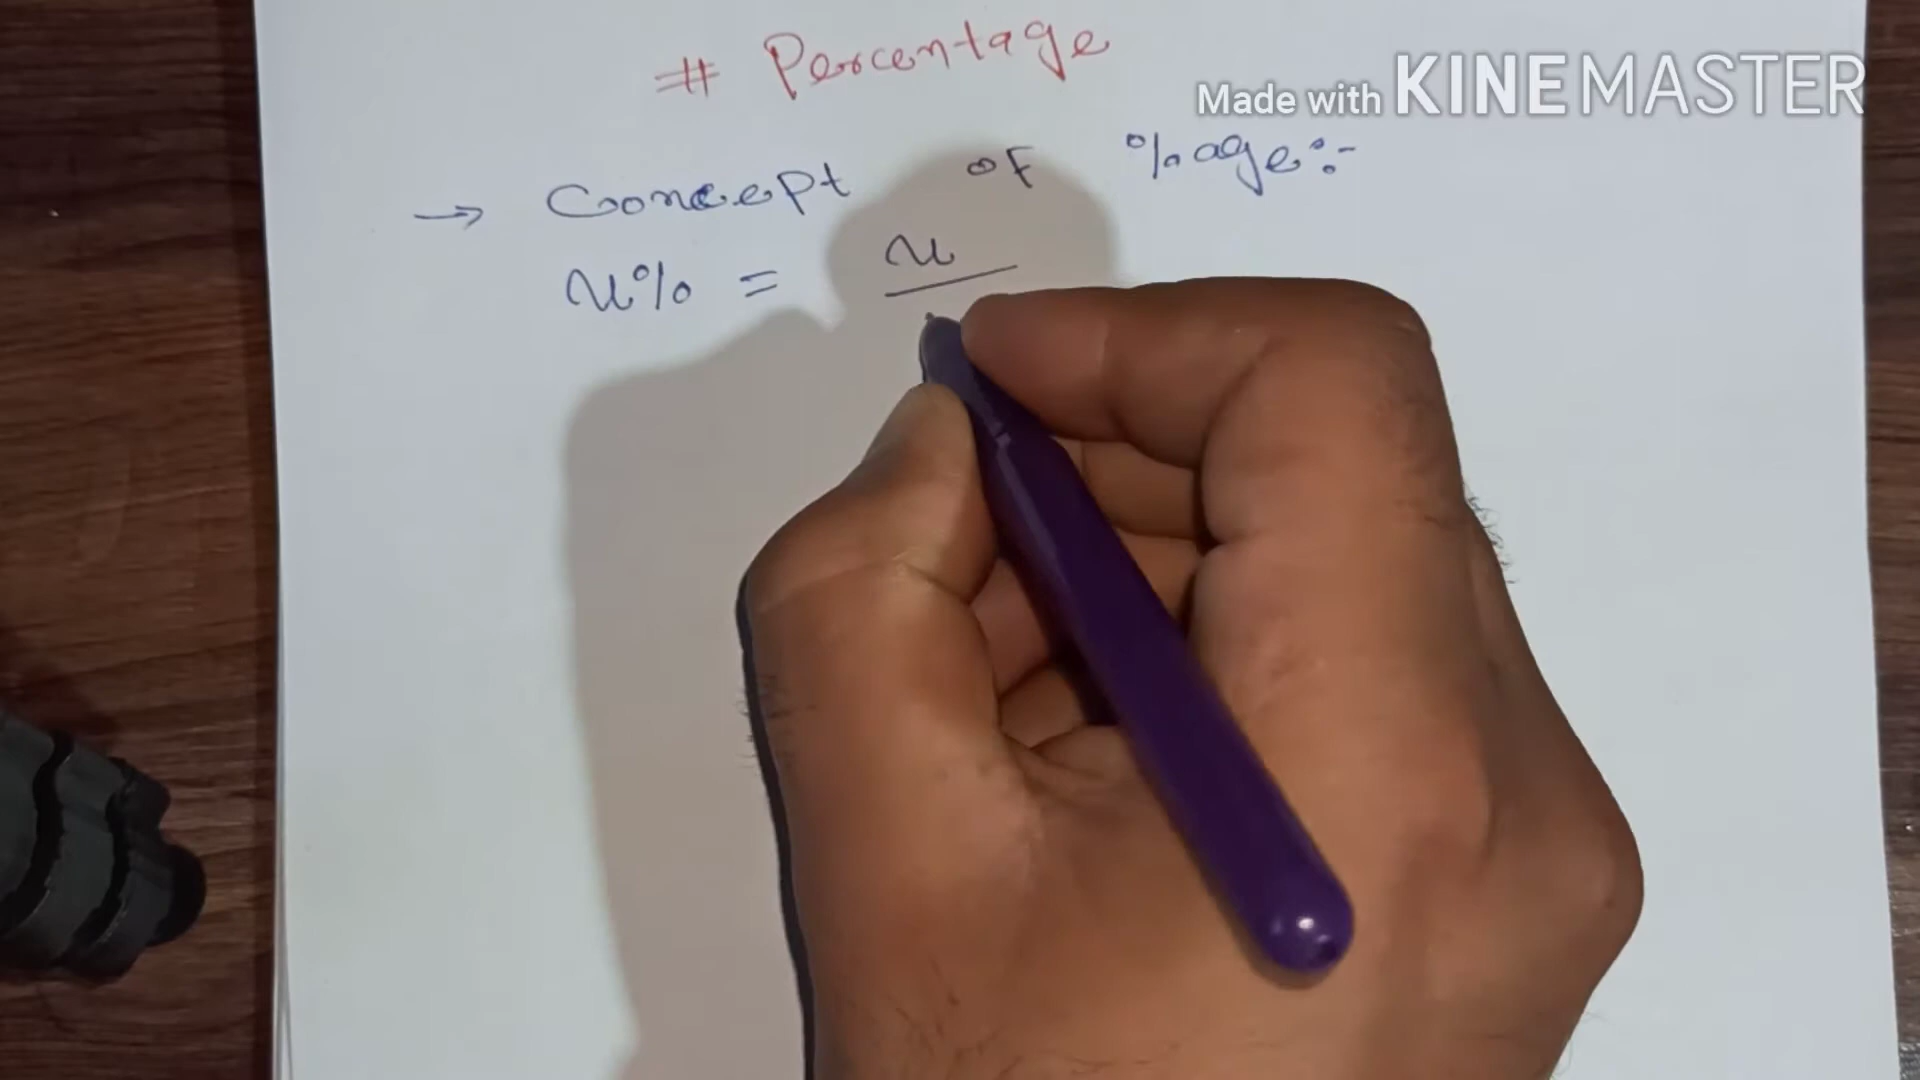 # Percentage
Made with KINEMASTER
→ Concept of %age:-
x% = x